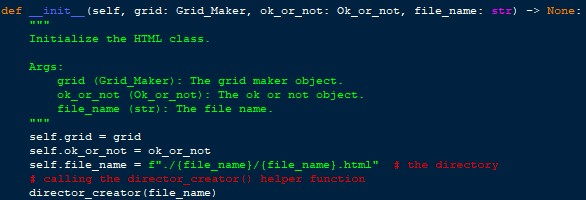 def __init__(self, grid: Grid_Maker, ok_or_not: Ok_or_not, file_name: str) -> None:
    """
    Initialize the HTML class.

    Args:
        grid (Grid_Maker): The grid maker object.
        ok_or_not (Ok_or_not): The ok or not object.
        file_name (str): The file name.
    """
    self.grid = grid
    self.ok_or_not = ok_or_not
    self.file_name = f"./{file_name}/{file_name}.html"  # the directory
    # calling the director_creator() helper function
    director_creator(file_name)